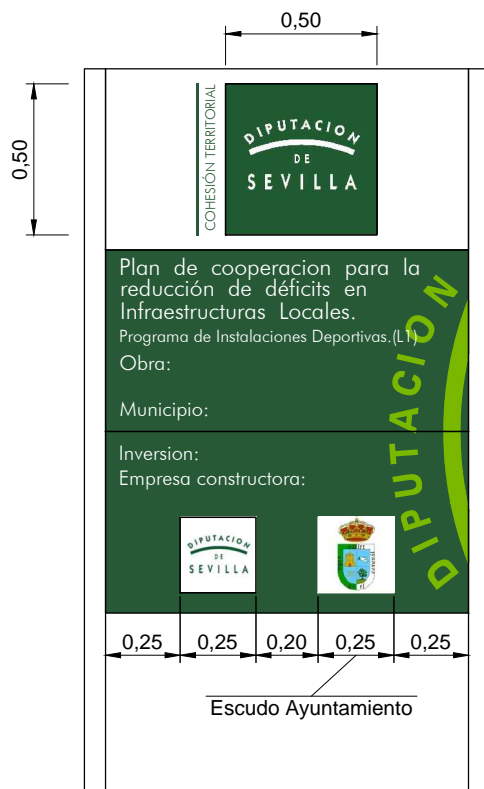 0,50
0,50
COHESIÓN TERRITORIAL
DIPUTACION
DE
SEVILLA
Plan de cooperacion para la
reducción de déficits en
Infraestructuras Locales.
Programa de Instalaciones Deportivas.(L1)
Obra:
Municipio:
Inversion:
Empresa constructora:
DIPUTACION
DIPUTACION
DE
SEVILLA
0,25
0,25
0,20
0,25
0,25
Escudo Ayuntamiento